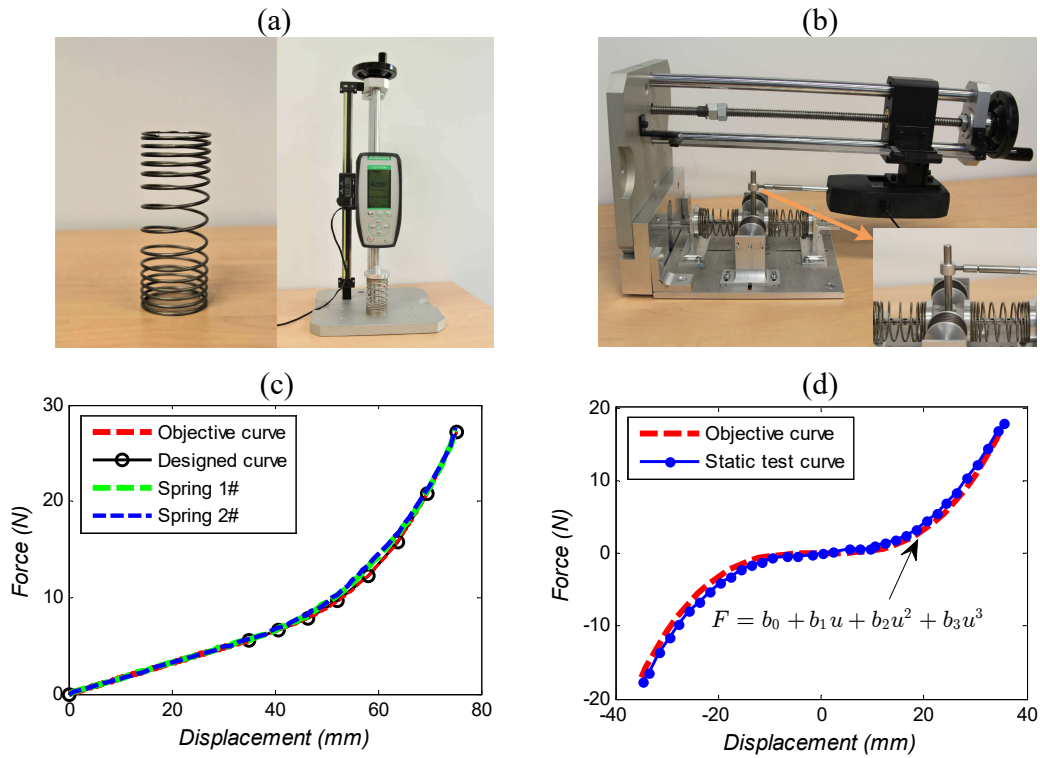 (a)
(b)
(c)
30
20
10
0
0
20
40
60
80
Force (N)
Displacement (mm)
Objective curve
Designed curve
Spring 1#
Spring 2#
(d)
20
10
0
-10
-20
-40
-20
0
20
40
Force (N)
Displacement (mm)
Objective curve
Static test curve
F = b₀ + b₁u + b₂u² + b₃u³